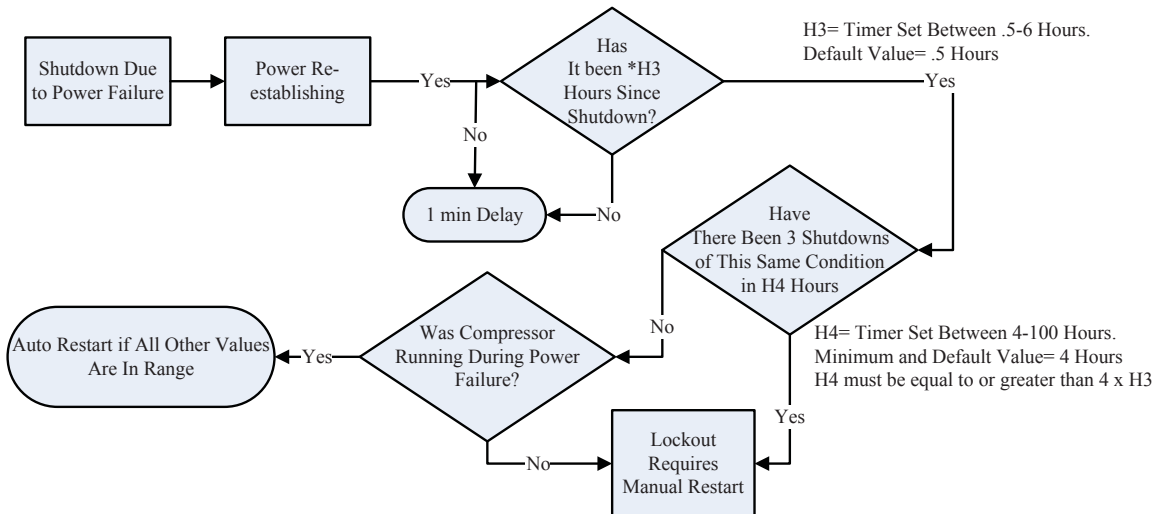 Shutdown Due
to Power Failure
Power Re-
establishing
Yes
No
1 min Delay
Has
It been *H3
Hours Since
Shutdown?
No
H3= Timer Set Between .5-6 Hours.
Default Value= .5 Hours
Yes
Have
There Been 3 Shutdowns
of This Same Condition
in H4 Hours
No
Yes
H4= Timer Set Between 4-100 Hours.
Minimum and Default Value= 4 Hours
H4 must be equal to or greater than 4 x H3
Was Compressor
Running During Power
Failure?
Yes
Auto Restart if All Other Values
Are In Range
No
Lockout
Requires
Manual Restart